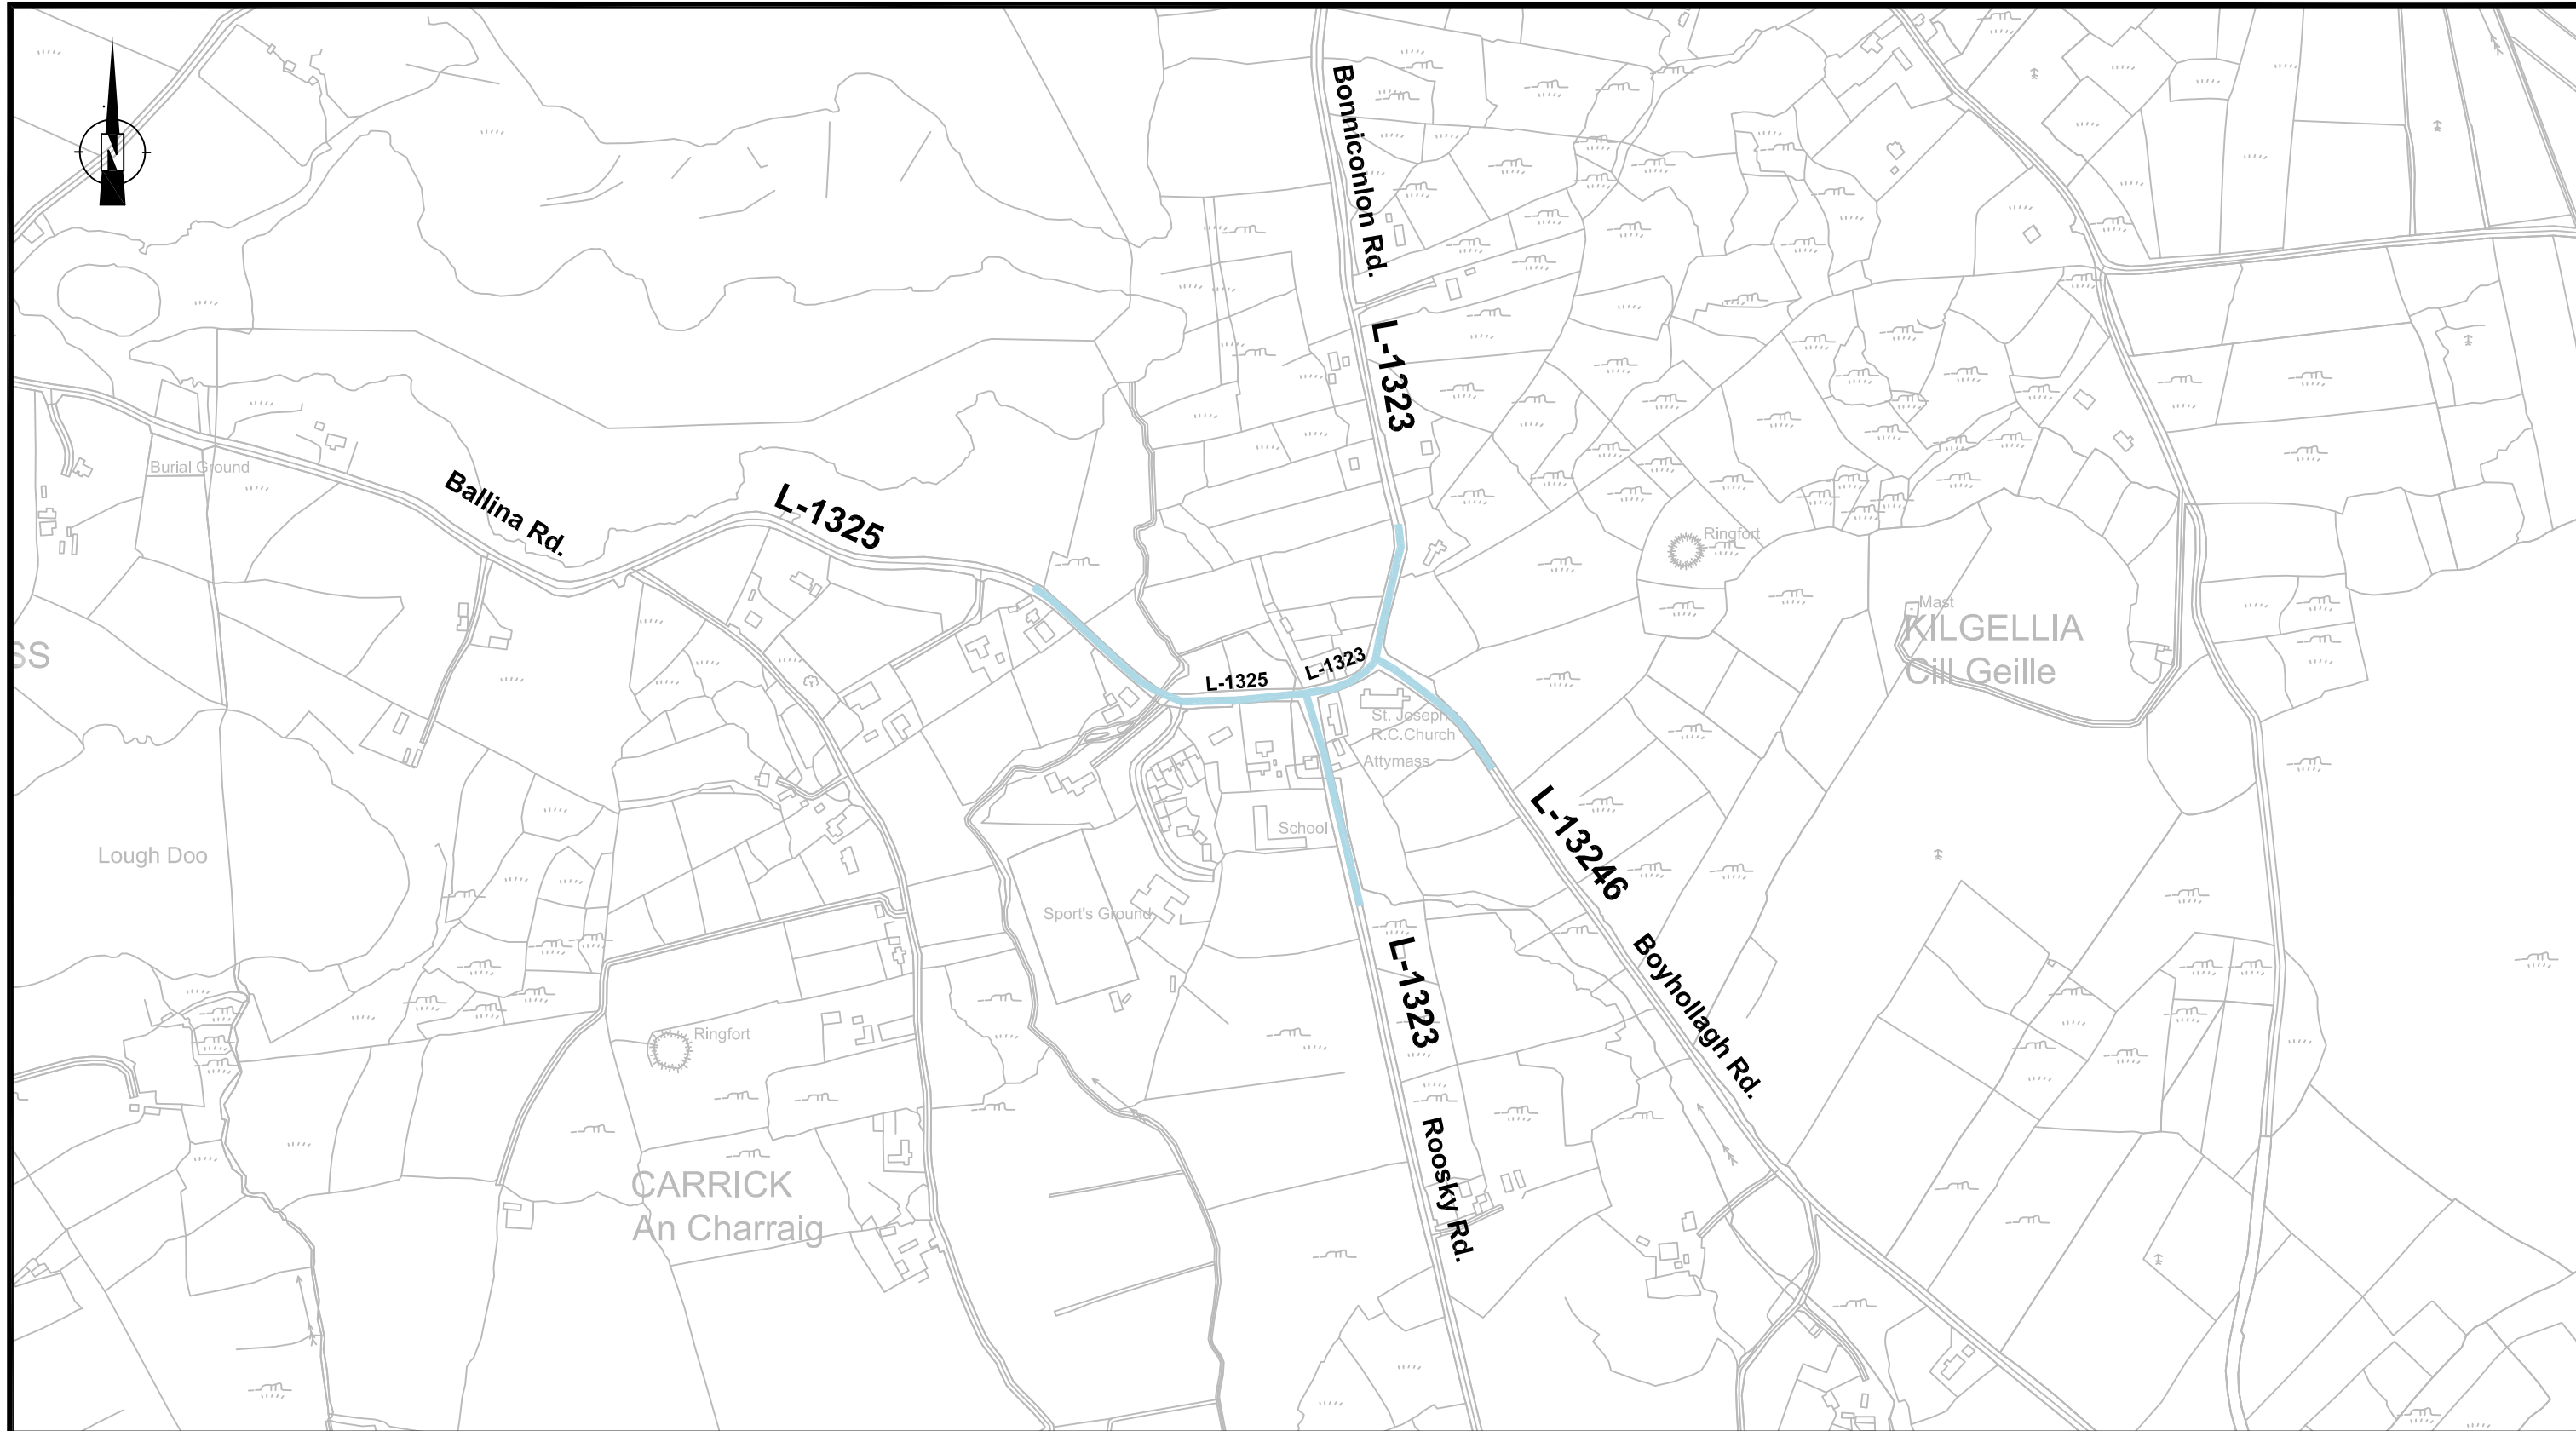 N
Bonniconlon Rd.
L-1323
Burial Ground
Ballina Rd.
L-1325
Ringfort
Mast
KILGELLIA
Cill Geille
SS
L-1325
L-1323
St. Joseph
R.C.Church
Attymass
L-13246
School
Lough Doo
Sport's Ground
L-1323
Boyhollagh Rd.
Ringfort
Roosky Rd.
CARRICK
An Charraig